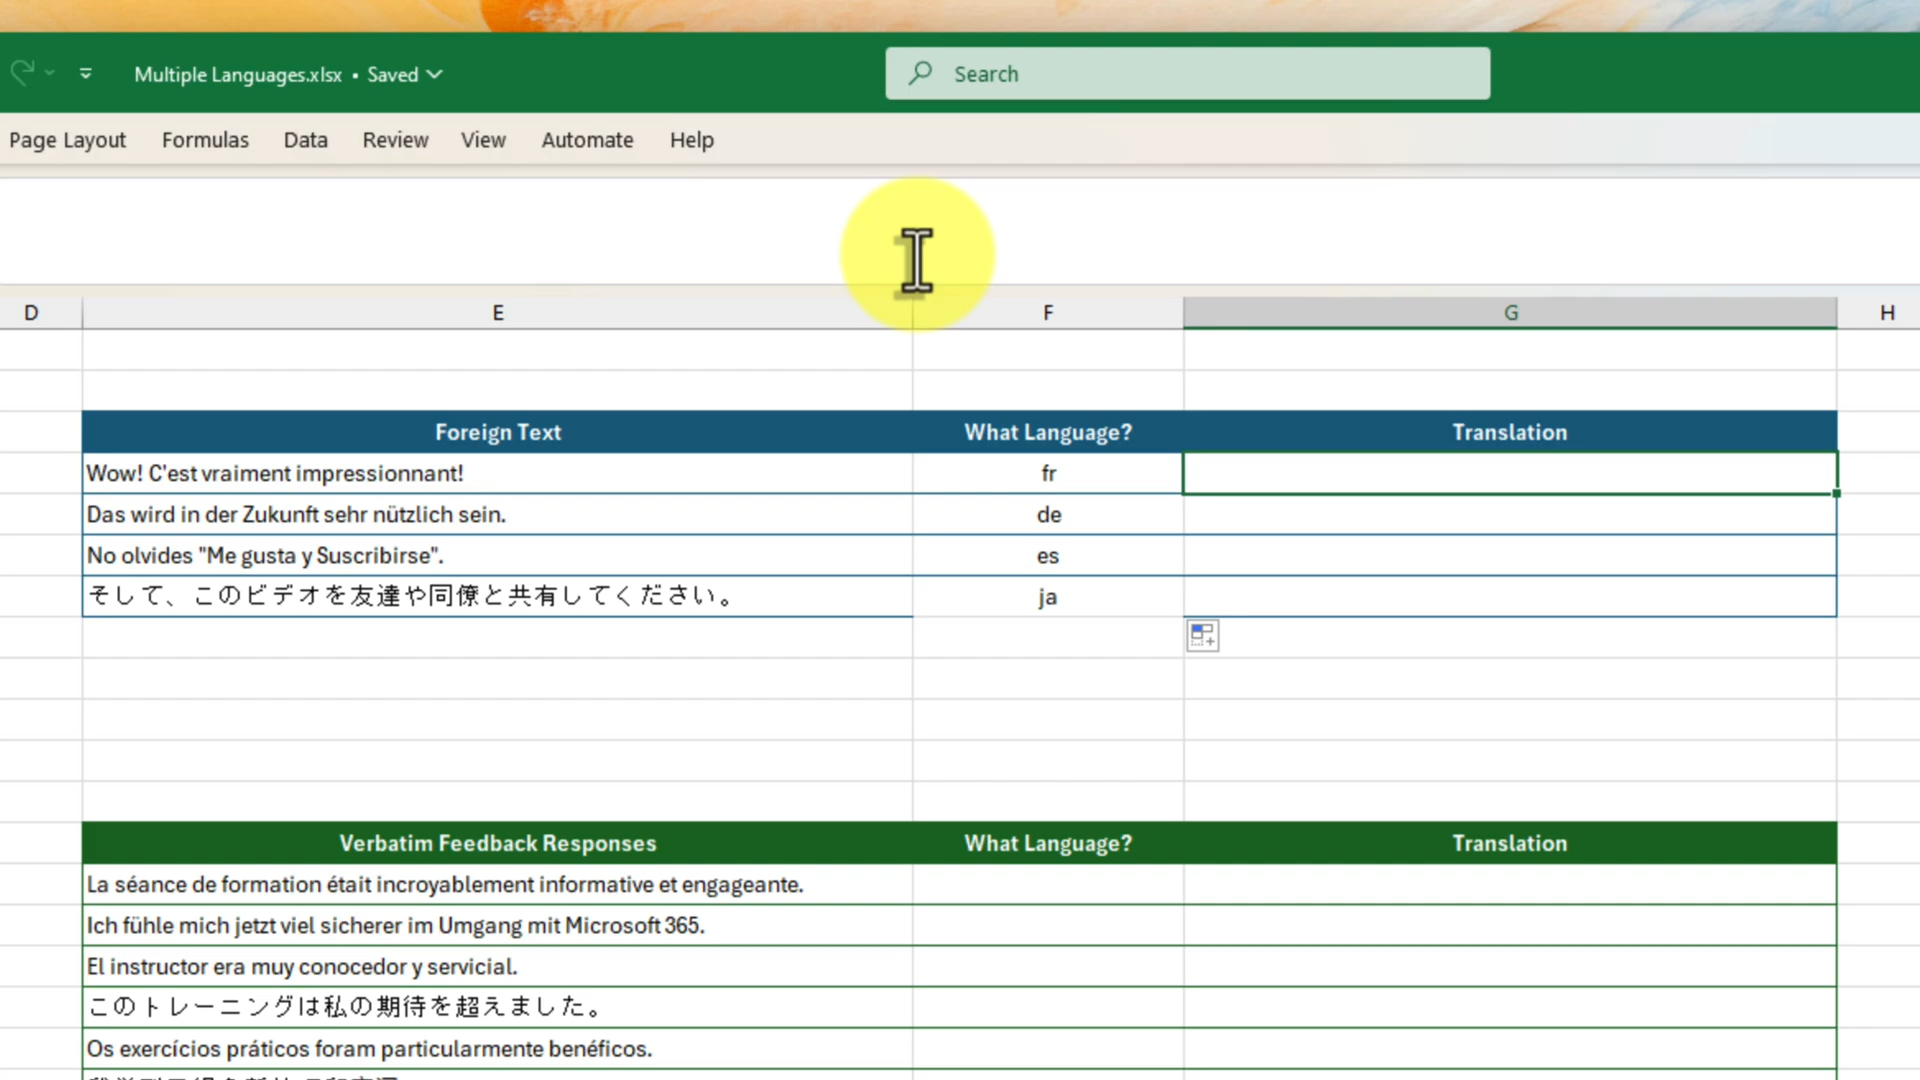 Multiple Languages.xlsx • Saved
Search
Page Layout Formulas Data Review View Automate Help
D E F G H
Foreign Text What Language? Translation
Wow! C'est vraiment impressionnant! fr
Das wird in der Zukunft sehr nützlich sein. de
No olvides "Me gusta y Suscribirse". es
そして、このビデオを友達や同僚と共有してください。 ja
Verbatim Feedback Responses What Language? Translation
La séance de formation était incroyablement informative et engageante.
Ich fühle mich jetzt viel sicherer im Umgang mit Microsoft 365.
El instructor era muy conocedor y servicial.
このトレーニングは私の期待を超えました。
Os exercícios práticos foram particularmente benéficos.